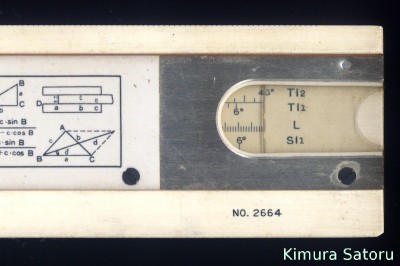 B
C
c·sin B
c·cos B
c·sin B
c·cos B
D
c c
a b c
A
c b d
B d C
a
45° TI2
6° TI1
L
6° SI1
NO. 2664
Kimura Satoru